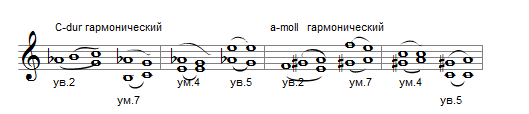 C-dur гармонический
a-moll гармонический
ув.2
ум.4
ув.5
ув.2
ум.7
ум.4
ум.7
ув.5